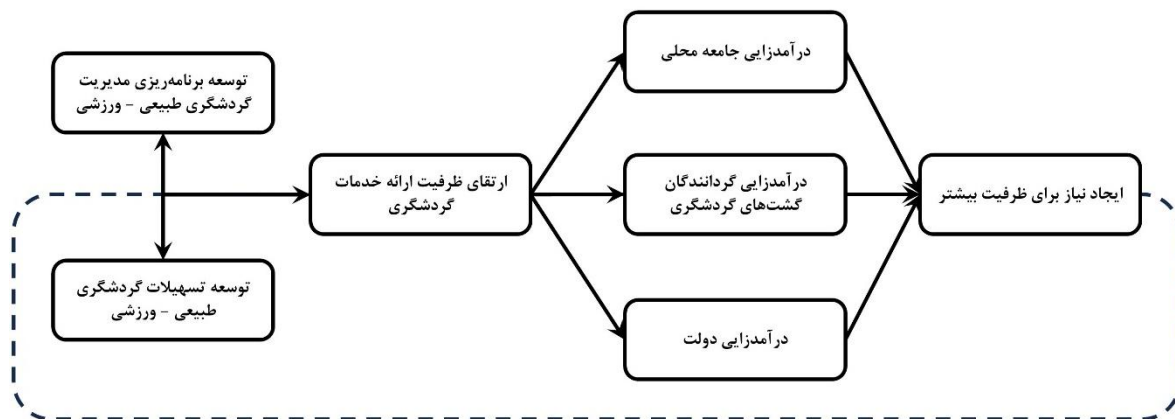 توسعه برنامه‌ریزی مدیریت
گردشگری طبیعی - ورزشی
توسعه تسهیلات گردشگری
طبیعی - ورزشی
ارتقای ظرفیت ارائه خدمات
گردشگری
درآمدزایی جامعه محلی
درآمدزایی گردانندگان
گشت‌های گردشگری
درآمدزایی دولت
ایجاد نیاز برای ظرفیت بیشتر